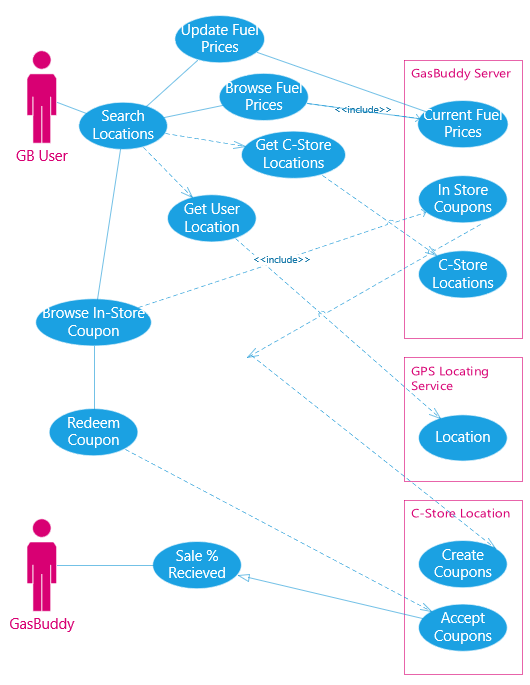 Update Fuel
Prices
GasBuddy Server
Browse Fuel
Prices
<<include>>
Current Fuel
Prices
Search
Locations
GB User
Get C-Store
Locations
In Store
Coupons
Get User
Location
<<include>>
C-Store
Locations
Browse In-Store
Coupon
GPS Locating
Service
Redeem
Coupon
Location
C-Store Location
Sale %
Recieved
Create
Coupons
GasBuddy
Accept
Coupons